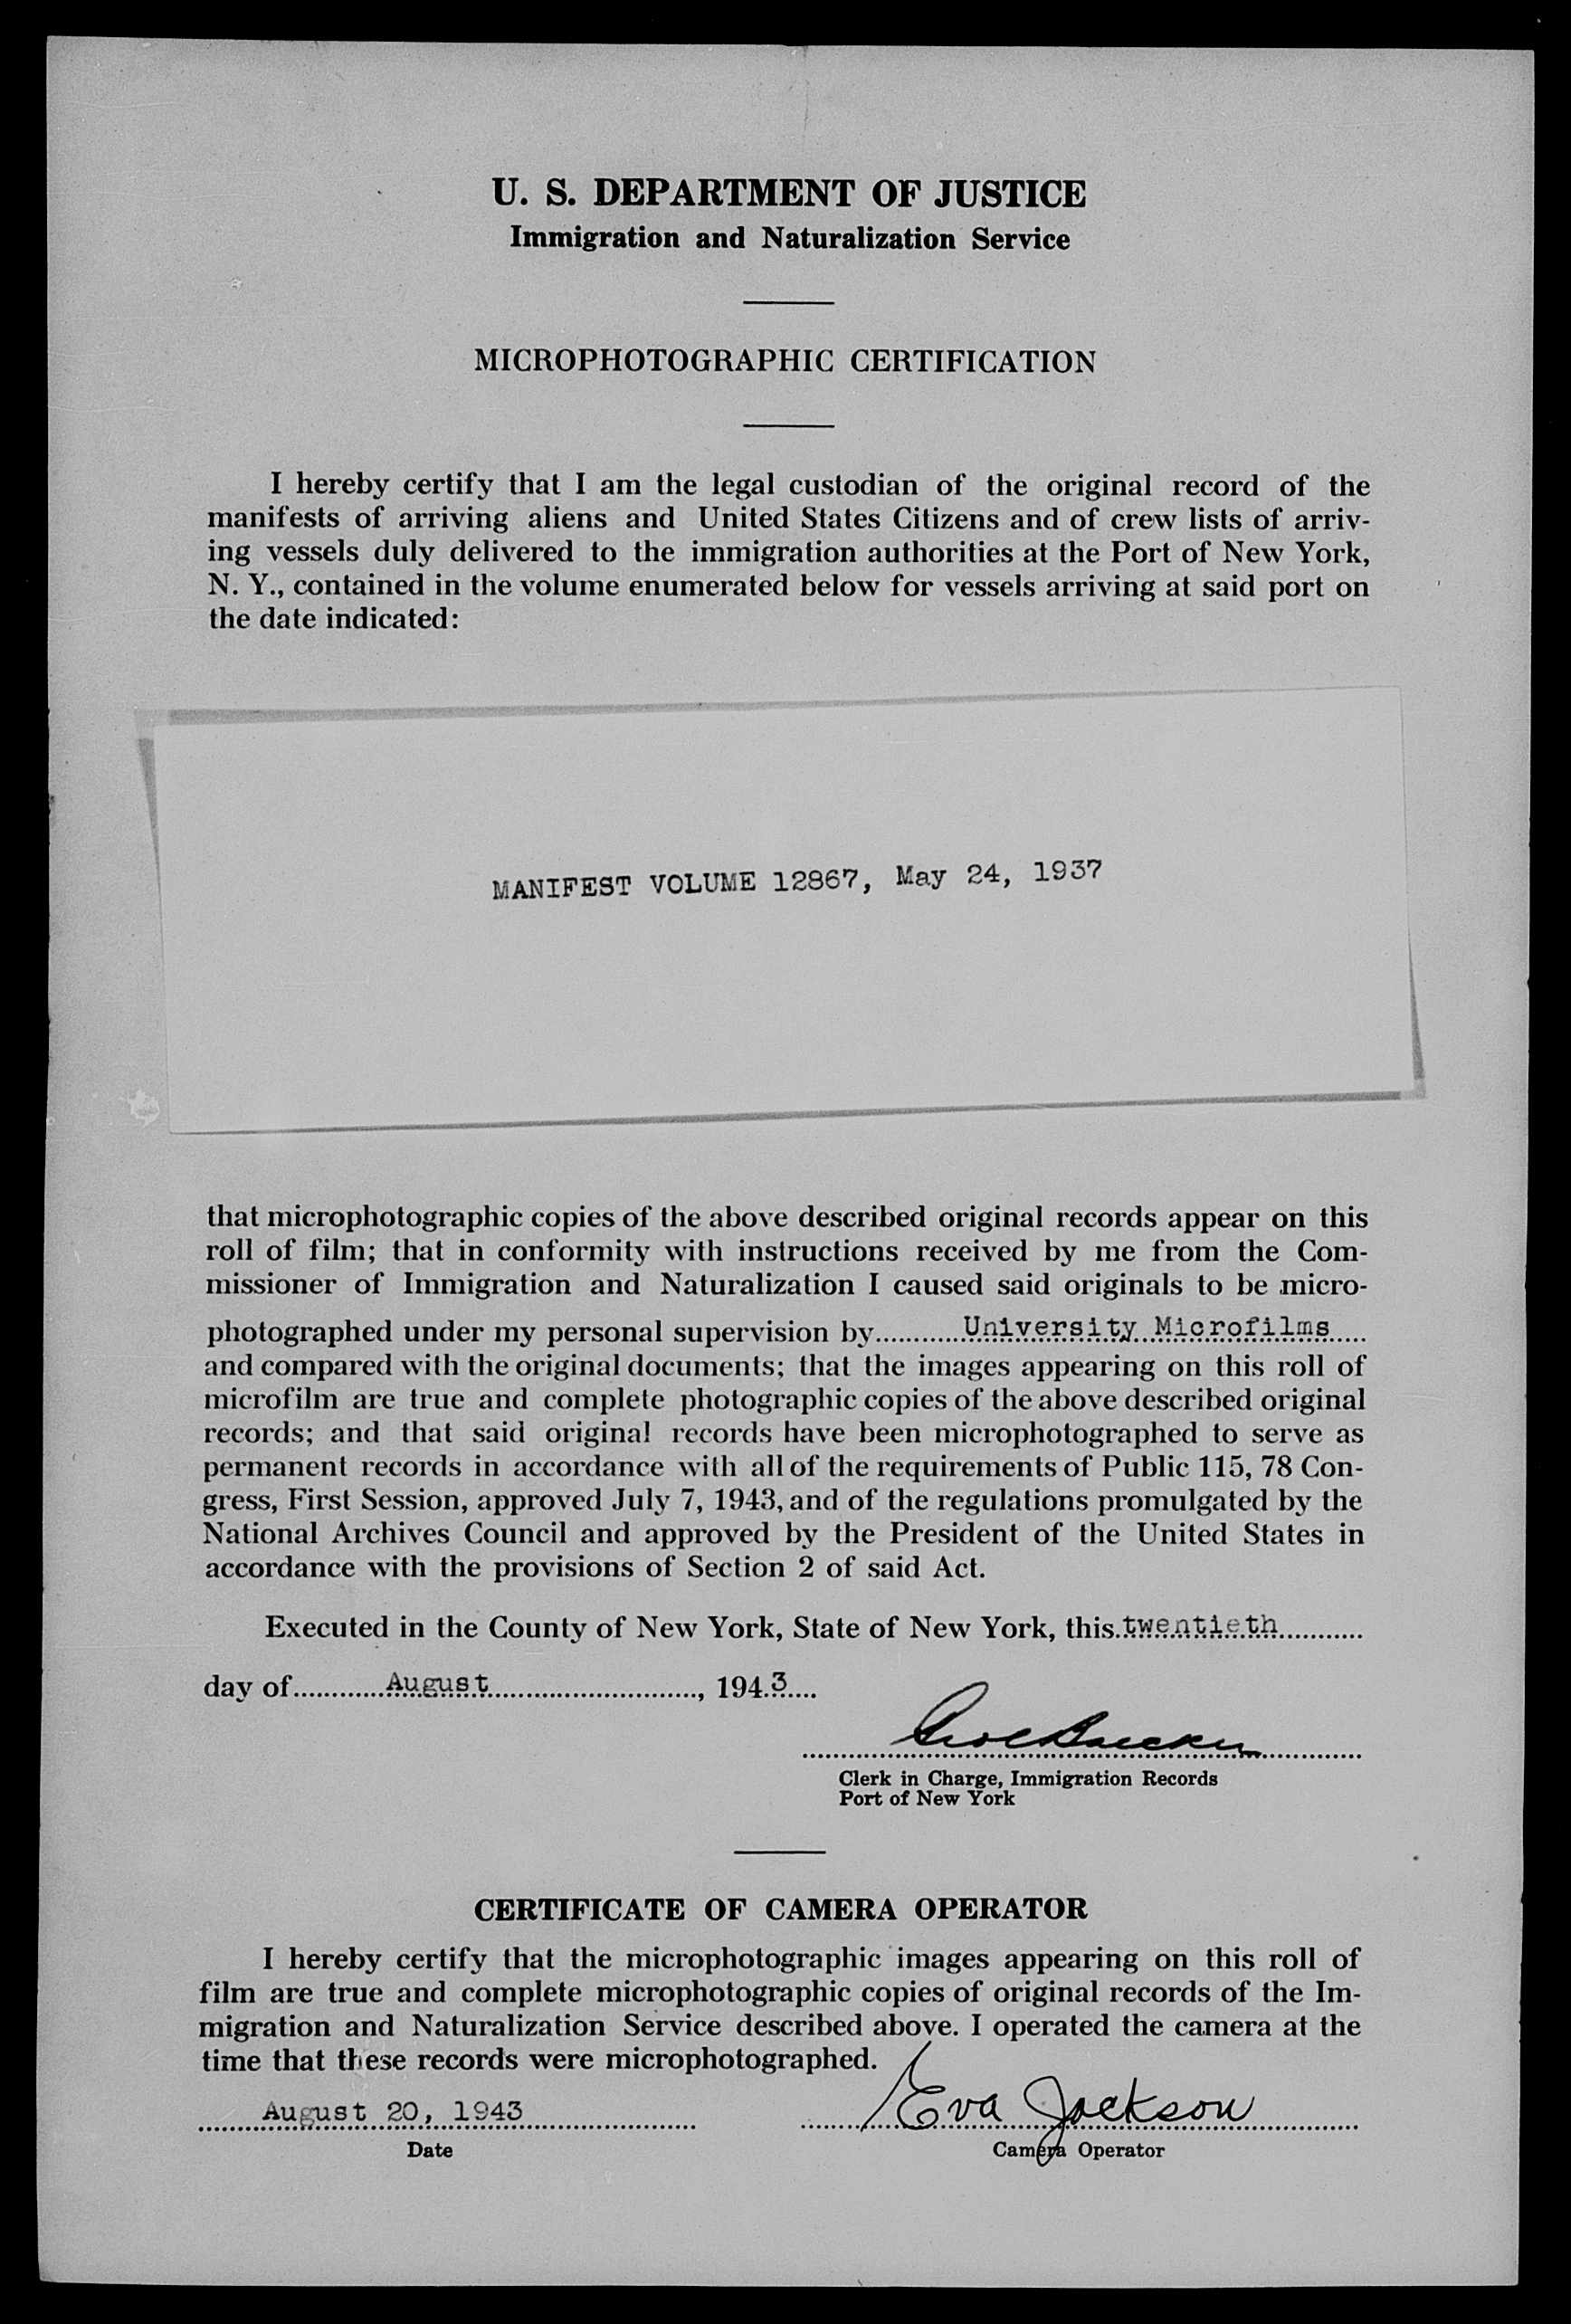 U. S. DEPARTMENT OF JUSTICE
Immigration and Naturalization Service
MICROPHOTOGRAPHIC CERTIFICATION
I hereby certify that I am the legal custodian of the original record of the
manifests of arriving aliens and United States Citizens and of crew lists of arriv-
ing vessels duly delivered to the immigration authorities at the Port of New York,
N. Y., contained in the volume enumerated below for vessels arriving at said port on
the date indicated:
MANIFEST VOLUME 12867, May 24, 1937
that microphotographic copies of the above described original records appear on this
roll of film; that in conformity with instructions received by me from the Com-
missioner of Immigration and Naturalization I caused said originals to be micro-
photographed under my personal supervision by University Microfilms
and compared with the original documents; that the images appearing on this roll of
microfilm are true and complete photographic copies of the above described original
records; and that said original records have been microphotographed to serve as
permanent records in accordance with all of the requirements of Public 115, 78 Con-
gress, First Session, approved July 7, 1943, and of the regulations promulgated by the
National Archives Council and approved by the President of the United States in
accordance with the provisions of Section 2 of said Act.
Executed in the County of New York, State of New York, this twentieth
day of August, 1943
Clerk in Charge, Immigration Records
Port of New York
CERTIFICATE OF CAMERA OPERATOR
I hereby certify that the microphotographic images appearing on this roll of
film are true and complete microphotographic copies of original records of the Im-
migration and Naturalization Service described above. I operated the camera at the
time that these records were microphotographed.
August 20, 1943 Eva Jackson
Date Camera Operator